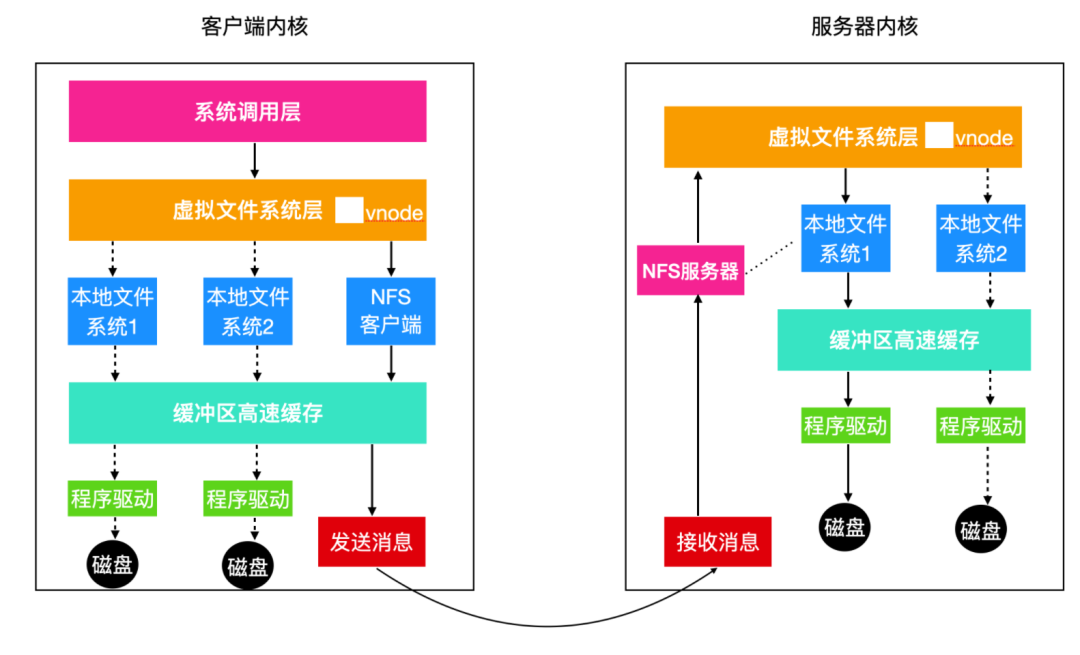 客户端内核
系统调用层
虚拟文件系统层 vnode
本地文件
系统1
本地文件
系统2
NFS
客户端
缓冲区高速缓存
程序驱动
程序驱动
磁盘
磁盘
发送消息
服务器内核
虚拟文件系统层 vnode
本地文件
系统1
本地文件
系统2
NFS服务器
缓冲区高速缓存
程序驱动
程序驱动
磁盘
磁盘
接收消息